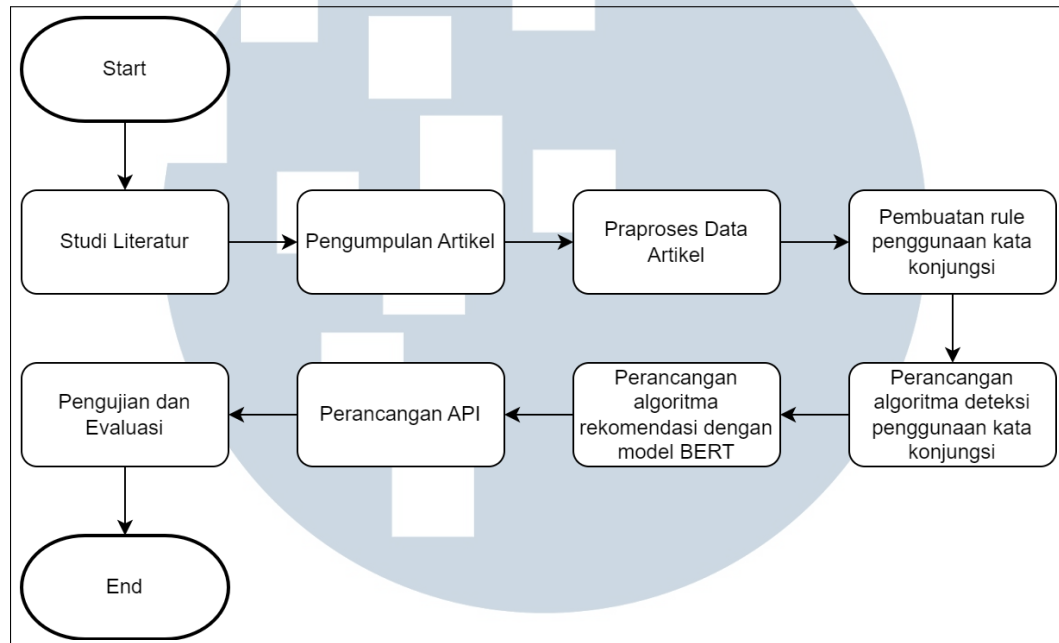 Start
Studi Literatur
Pengumpulan Artikel
Praproses Data
Artikel
Pembuatan rule
penggunaan kata
konjungsi
Perancangan
algoritma deteksi
penggunaan kata
konjungsi
Perancangan
algoritma
rekomendasi dengan
model BERT
Perancangan API
Pengujian dan
Evaluasi
End